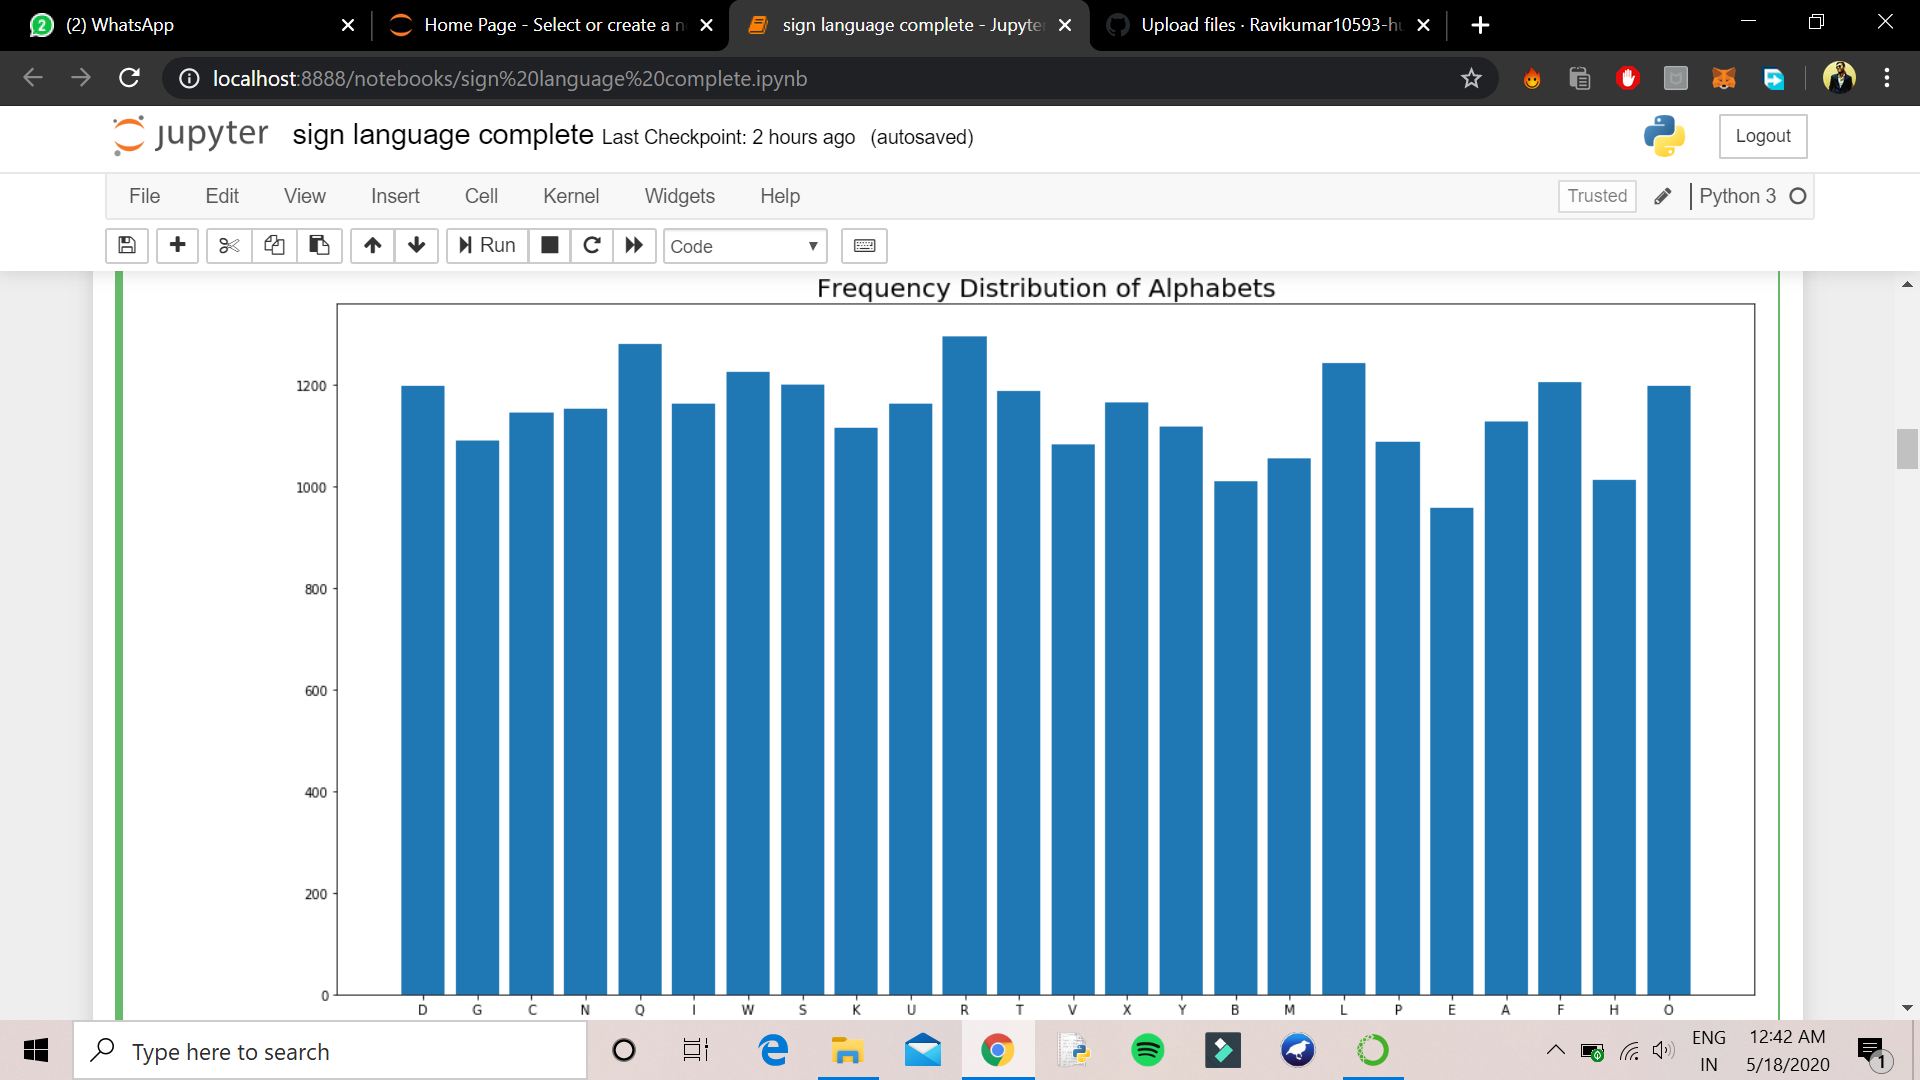 2 (2) WhatsApp
Home Page - Select or create a n
sign language complete - Jupyte
Upload files · Ravikumar10593-hu
localhost:8888/notebooks/sign%20language%20complete.ipynb
jupyter sign language complete Last Checkpoint: 2 hours ago (autosaved)
Logout
File Edit View Insert Cell Kernel Widgets Help
Trusted Python 3
Run Code
Frequency Distribution of Alphabets
1200
1000
800
600
400
200
0
D G C N Q I W S K U R T V X Y B M L P E A F H O
Type here to search
ENG
IN
12:42 AM
5/18/2020
1